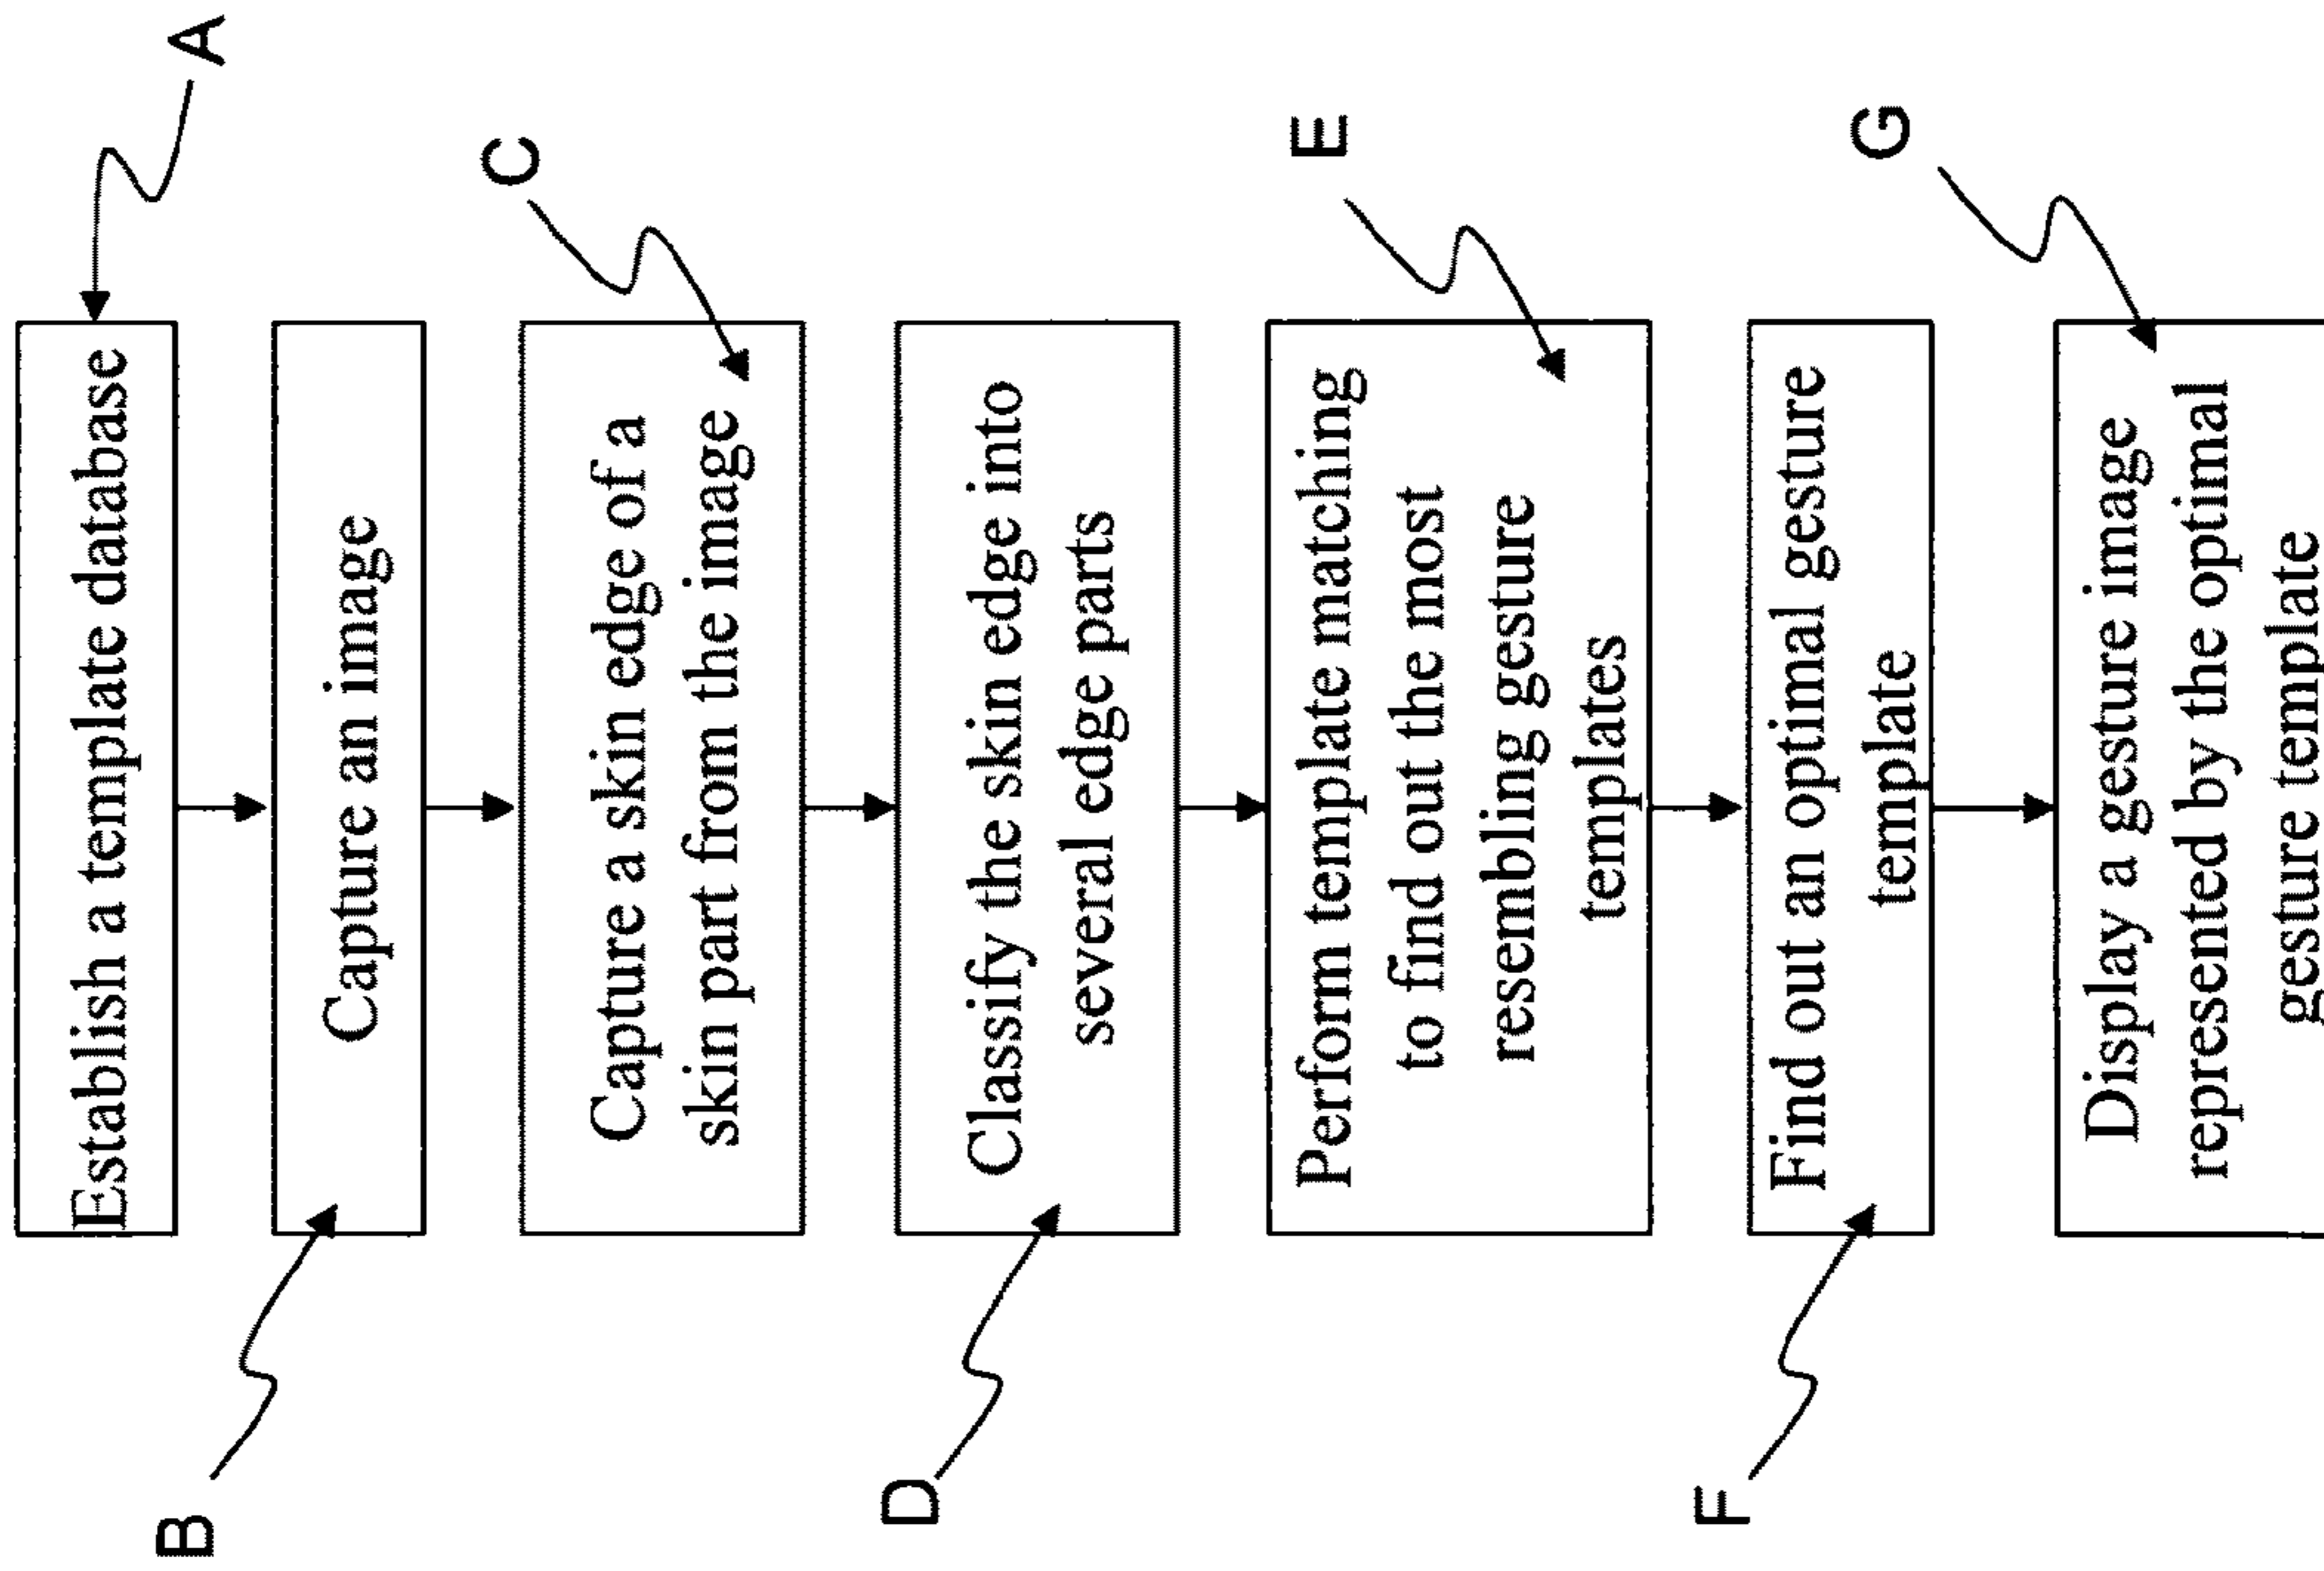 A
Establish a template database
B
Capture an image
C
Capture a skin edge of a
skin part from the image
D
Classify the skin edge into
several edge parts
E
Perform template matching
to find out the most
resembling gesture
templates
F
Find out an optimal gesture
template
G
Display a gesture image
represented by the optimal
gesture template